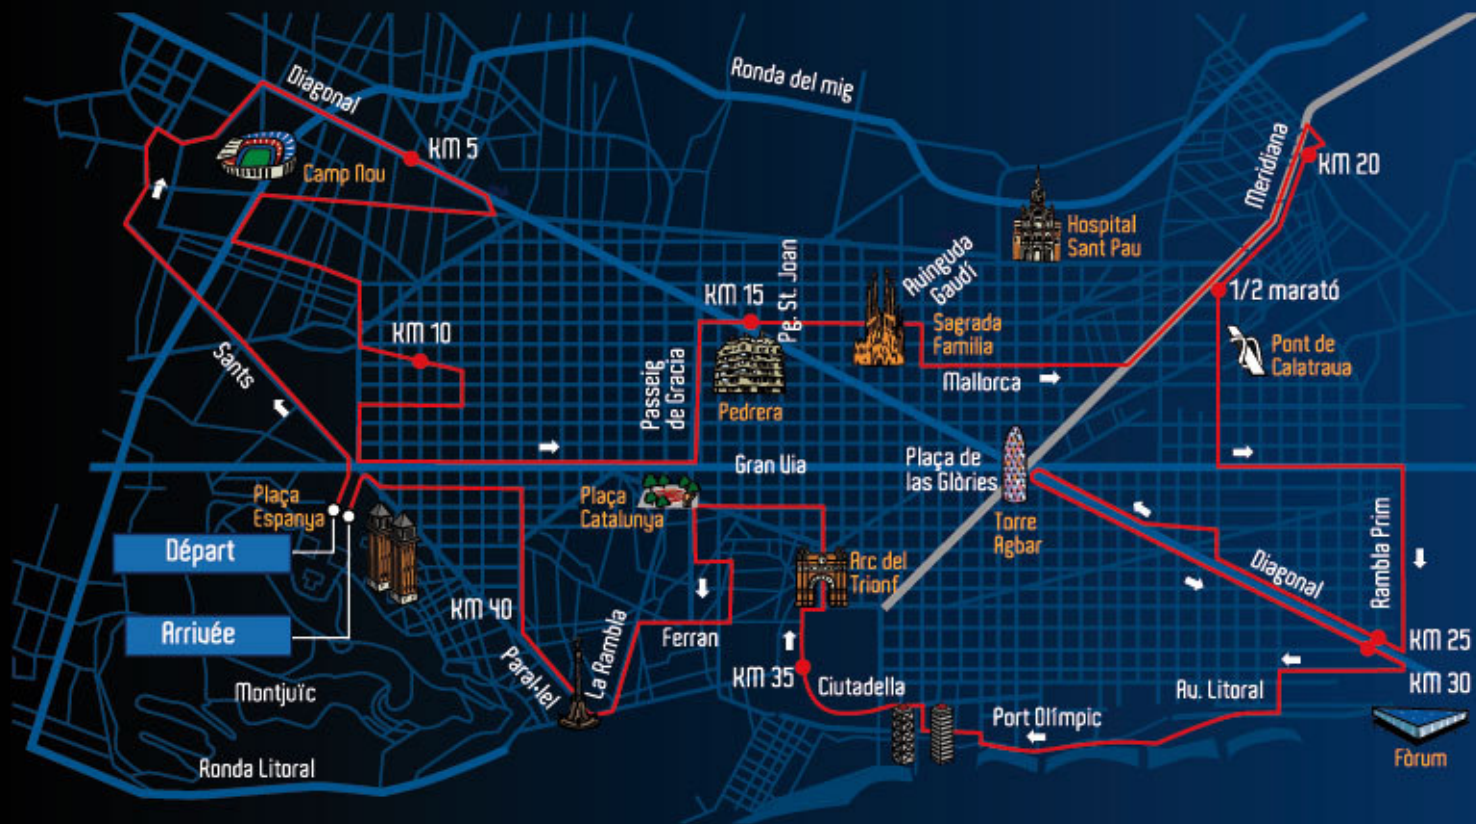 Diagonal
Ronda del mig
KM 5
Camp Nou
Meridiana
KM 20
Hospital
Sant Pau
Pg. St. Joan
Avinguda
Gaudí
KM 15
1/2 marató
KM 10
Sants
Sagrada
Familia
Pont de
Calatrava
Passeig
de Gracia
Mallorca
Pedrera
Gran Via
Plaça de
las Glòries
Plaça
Espanya
Plaça
Catalunya
Torre
Agbar
Rambla Prim
Départ
Arc del
Trionf
Diagonal
KM 40
Arrivée
La Rambla
Ferran
KM 25
Paral·lel
KM 35
Ciutadella
Av. Litoral
KM 30
Montjuïc
Port Olímpic
Ronda Litoral
Fòrum